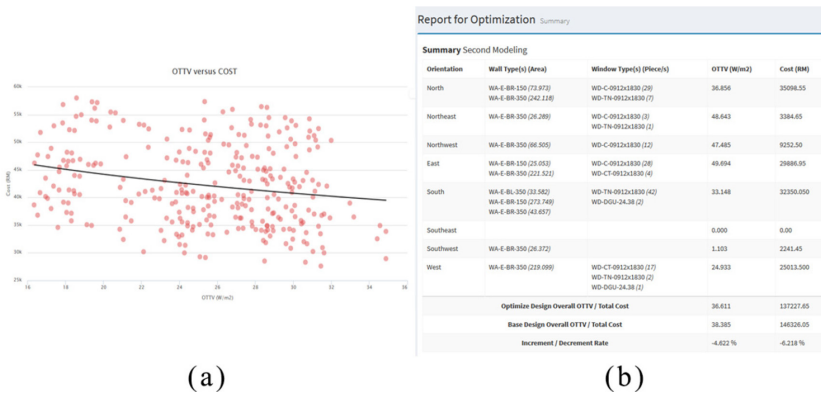 OTTV versus COST
60k
55k
50k
45k
40k
35k
30k
25k
Cost (RM)
16 18 20 22 24 26 28 30 32 34 36
OTTV (W/m2)
(a)
Report for Optimization Summary
Summary Second Modeling
Orientation Wall Type(s) (Area) Window Type(s) (Piece/s) OTTV (W/m2) Cost (RM)
North WA-E-BR-150 (73.973) WD-C-0912x1830 (29) 36.856 35098.55
WA-E-BR-350 (242.118) WD-TN-0912x1830 (7)
Northeast WA-E-BR-350 (26.289) WD-C-0912x1830 (3) 48.643 3384.65
WD-TN-0912x1830 (1)
Northwest WA-E-BR-350 (66.505) WD-C-0912x1830 (12) 47.485 9252.50
East WA-E-BR-150 (25.053) WD-C-0912x1830 (28) 49.694 29886.95
WA-E-BR-350 (221.521) WD-CT-0912x1830 (4)
South WA-E-BL-350 (33.582) WD-TN-0912x1830 (42) 33.148 32350.050
WA-E-BR-150 (273.749) WD-DGU-24.38 (2)
WA-E-BR-350 (43.657)
Southeast 0.000 0.00
Southwest WA-E-BR-350 (26.372) 1.103 2241.45
West WA-E-BR-350 (219.099) WD-CT-0912x1830 (17) 24.933 25013.500
WD-TN-0912x1830 (2)
WD-DGU-24.38 (1)
Optimize Design Overall OTTV / Total Cost 36.611 137227.65
Base Design Overall OTTV / Total Cost 38.385 146326.05
Increment / Decrement Rate -4.622 % -6.218 %
(b)